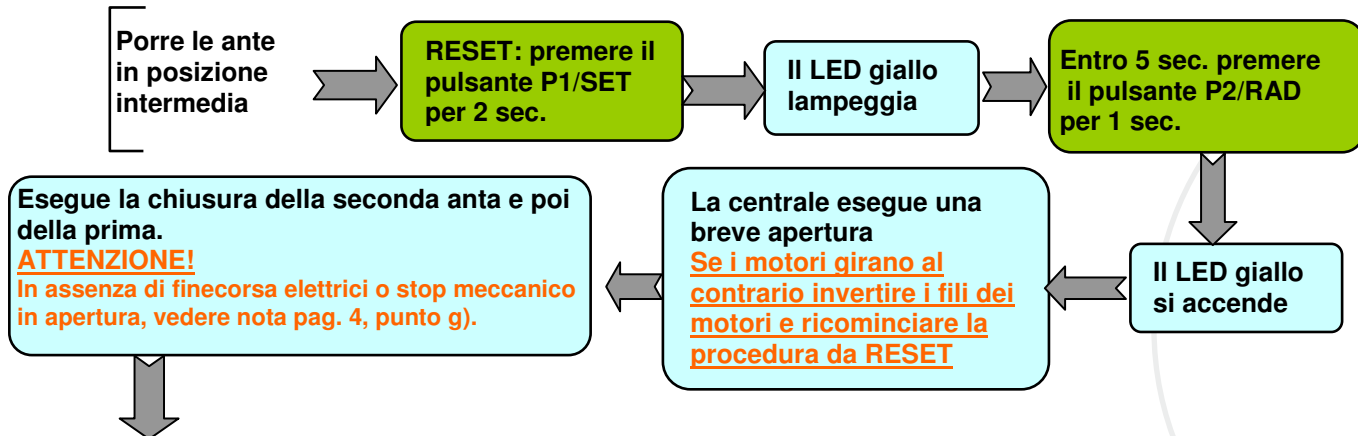 Porre le ante
in posizione
intermedia
RESET: premere il
pulsante P1/SET
per 2 sec.
Il LED giallo
lampeggia
Entro 5 sec. premere
il pulsante P2/RAD
per 1 sec.
Il LED giallo
si accende
La centrale esegue una
breve apertura
Se i motori girano al
contrario invertire i fili dei
motori e ricominciare la
procedura da RESET
Esegue la chiusura della seconda anta e poi
della prima.
ATTENZIONE!
In assenza di finecorsa elettrici o stop meccanico
in apertura, vedere nota pag. 4, punto g).